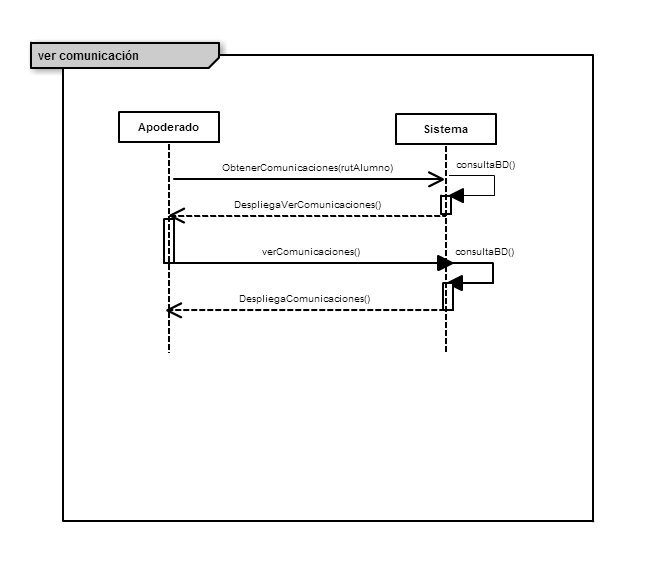 ver comunicación
Apoderado
Sistema
ObtenerComunicaciones(rutAlumno)
consultaBD()
DespliegaVerComunicaciones()
verComunicaciones()
consultaBD()
DespliegaComunicaciones()